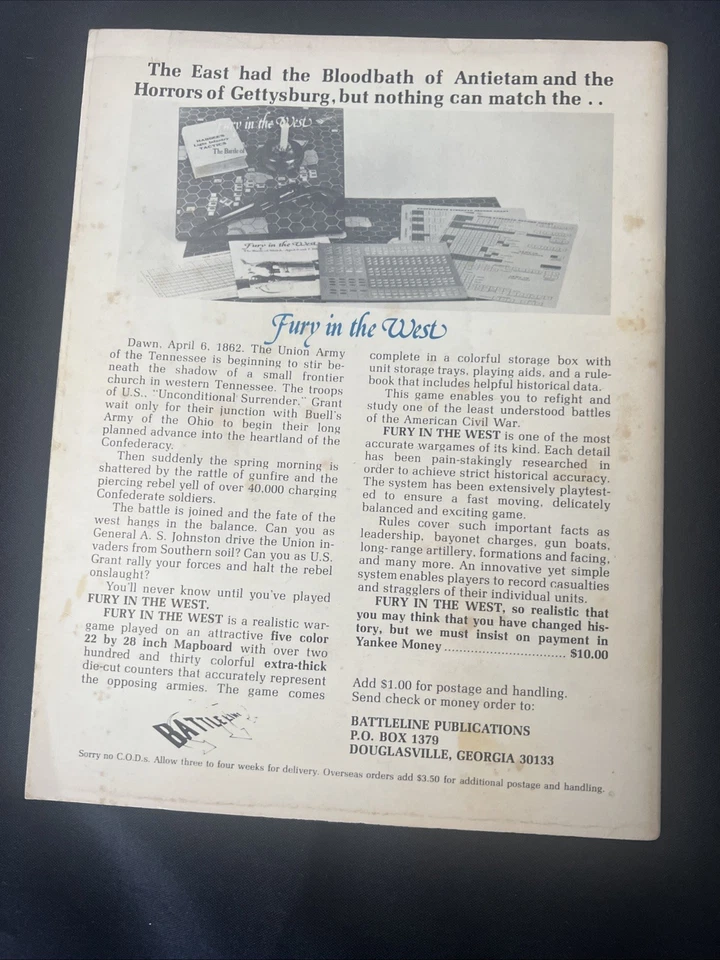 The East had the Bloodbath of Antietam and the
Horrors of Gettysburg, but nothing can match the . .
Fury in the West
HARDEE'S
TACTICS
The Battle of
Fury in the West
Fury in the West
Dawn. April 6, 1862. The Union Army
of the Tennessee is beginning to stir be-
neath the shadow of a small frontier
church in western Tennessee. The troops
of U.S., "Unconditional Surrender," Grant
wait only for their junction with Buell's
Army of the Ohio to begin their long
planned advance into the heartland of the
Confederacy.
Then suddenly the spring morning is
shattered by the rattle of gunfire and the
piercing rebel yell of over 40,000 charging
Confederate soldiers.
The battle is joined and the fate of the
west hangs in the balance. Can you as
General A. S. Johnston drive the Union in-
vaders from Southern soil? Can you as U.S.
Grant rally your forces and halt the rebel
onslaught?
You'll never know until you've played
FURY IN THE WEST.
FURY IN THE WEST is a realistic war-
game played on an attractive five color
22 by 28 inch Mapboard with over two
hundred and thirty colorful extra-thick
die-cut counters that accurately represent
the opposing armies. The game comes
complete in a colorful storage box with
unit storage trays, playing aids, and a rule-
book that includes helpful historical data.
This game enables you to refight and
study one of the least understood battles
of the American Civil War.
FURY IN THE WEST is one of the most
accurate wargames of its kind. Each detail
has been pain-stakingly researched in
order to achieve strict historical accuracy.
The system has been extensively playtest-
ed to ensure a fast moving, delicately
balanced and exciting game.
Rules cover such important facts as
leadership, bayonet charges, gun boats,
long-range artillery, formations and facing,
and many more. An innovative yet simple
system enables players to record casualties
and stragglers of their individual units.
FURY IN THE WEST, so realistic that
you may think that you have changed his-
tory, but we must insist on payment in
Yankee Money .............................. $10.00
Add $1.00 for postage and handling.
Send check or money order to:
BATTLELINE PUBLICATIONS
P.O. BOX 1379
DOUGLASVILLE, GEORGIA 30133
BATTLELINE
Sorry no C.O.D.s. Allow three to four weeks for delivery. Overseas orders add $3.50 for additional postage and handling.